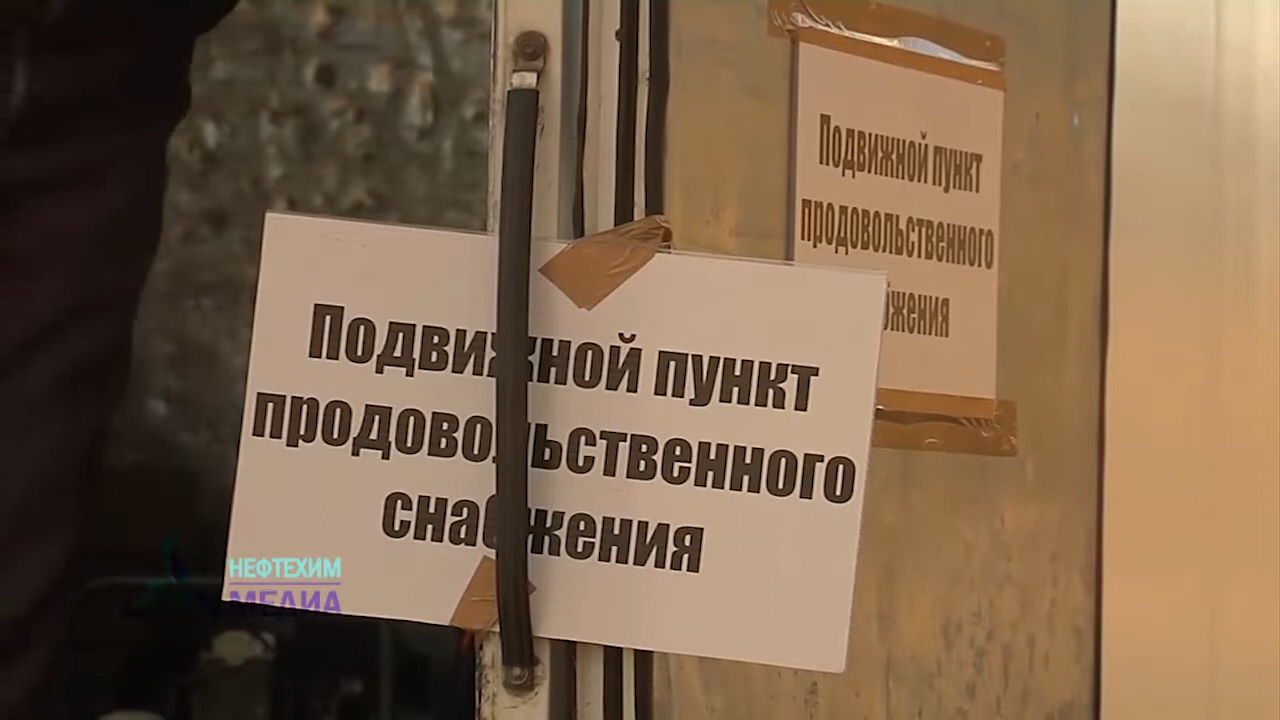 Подвижной пункт
продовольственного
снабжения
Подвижной пункт
продовольственного
НЕФТЕХИМ
МЕДИА